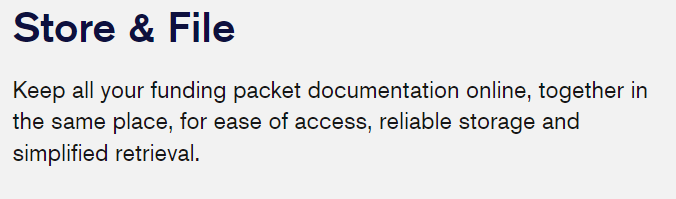 Store & File
Keep all your funding packet documentation online, together in
the same place, for ease of access, reliable storage and
simplified retrieval.